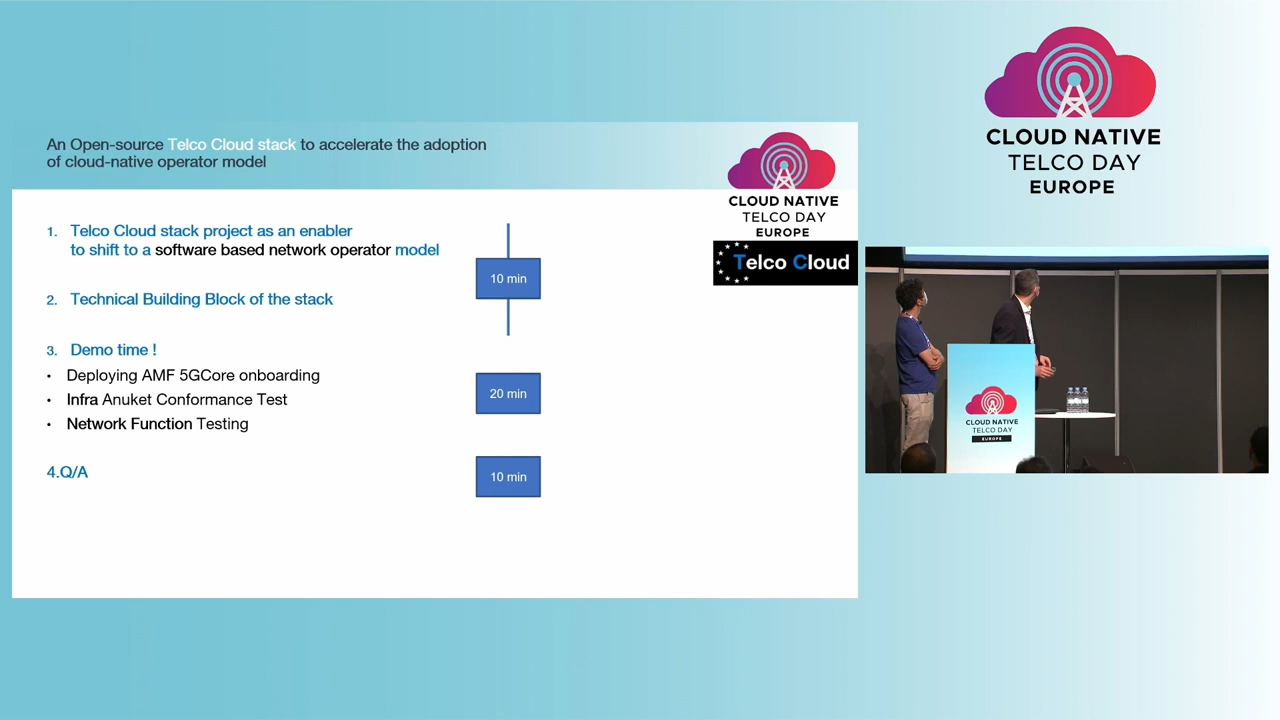 An Open-source Telco Cloud stack to accelerate the adoption
of cloud-native operator model
CLOUD NATIVE
TELCO DAY
EUROPE
Telco Cloud
1. Telco Cloud stack project as an enabler
to shift to a software based network operator model
10 min
2. Technical Building Block of the stack
3. Demo time !
• Deploying AMF 5GCore onboarding
• Infra Anuket Conformance Test
• Network Function Testing
20 min
4.Q/A
10 min
CLOUD NATIVE
TELCO DAY
EUROPE
CLOUD NATIVE
TELCO DAY
EUROPE